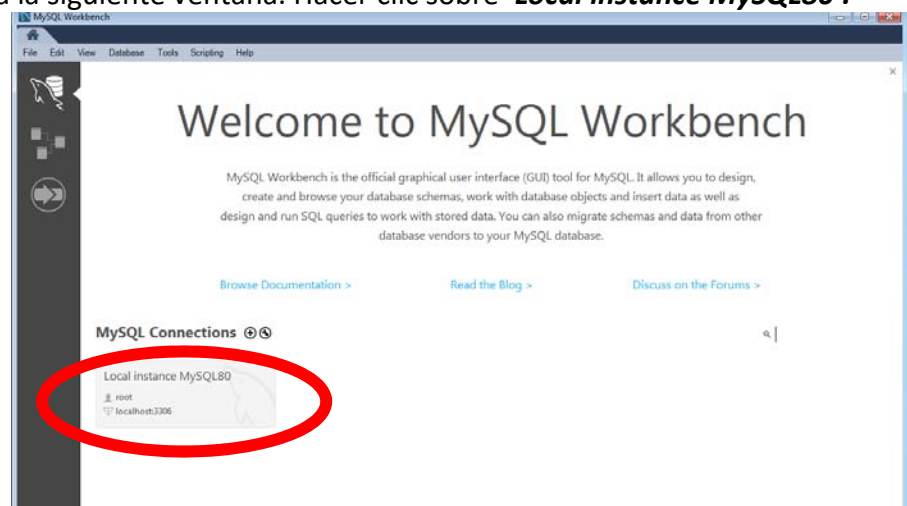 a la siguiente ventana. Hacer clic sobre "Local instance MySQL80".
MySQL Workbench
File Edit View Database Tools Scripting Help
Welcome to MySQL Workbench
MySQL Workbench is the official graphical user interface (GUI) tool for MySQL. It allows you to design,
create and browse your database schemas, work with database objects and insert data as well as
design and run SQL queries to work with stored data. You can also migrate schemas and data from other
database vendors to your MySQL database.
Browse Documentation >
Read the Blog >
Discuss on the Forums >
MySQL Connections
Local instance MySQL80
root
localhost:3306